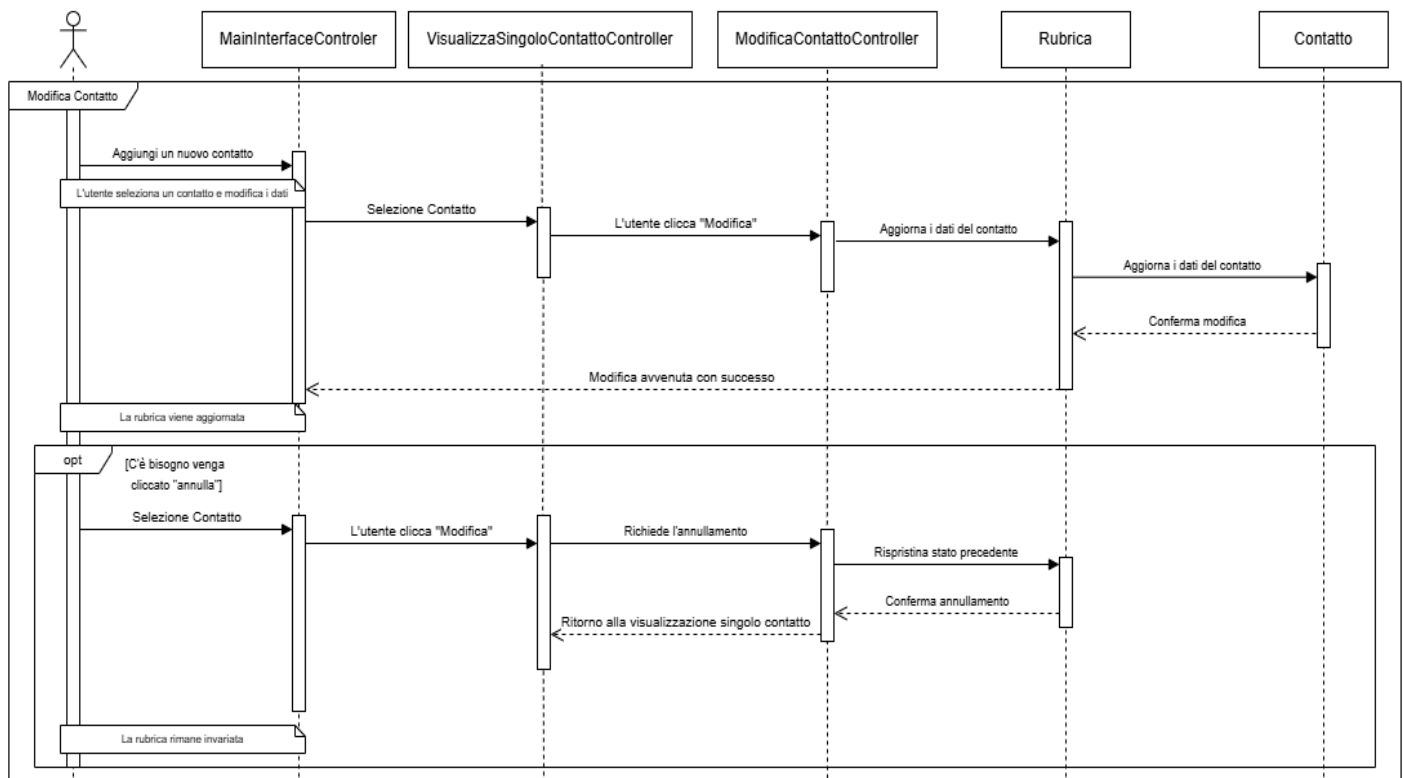 MainInterfaceControler
VisualizzaSingoloContattoController
ModificaContattoController
Rubrica
Contatto
Modifica Contatto
Aggiungi un nuovo contatto
L'utente seleziona un contatto e modifica i dati
Selezione Contatto
L'utente clicca "Modifica"
Aggiorna i dati del contatto
Aggiorna i dati del contatto
Conferma modifica
Modifica avvenuta con successo
La rubrica viene aggiornata
opt
[C'è bisogno venga
cliccato "annulla"]
Selezione Contatto
L'utente clicca "Modifica"
Richiede l'annullamento
Rispristina stato precedente
Conferma annullamento
Ritorno alla visualizzazione singolo contatto
La rubrica rimane invariata